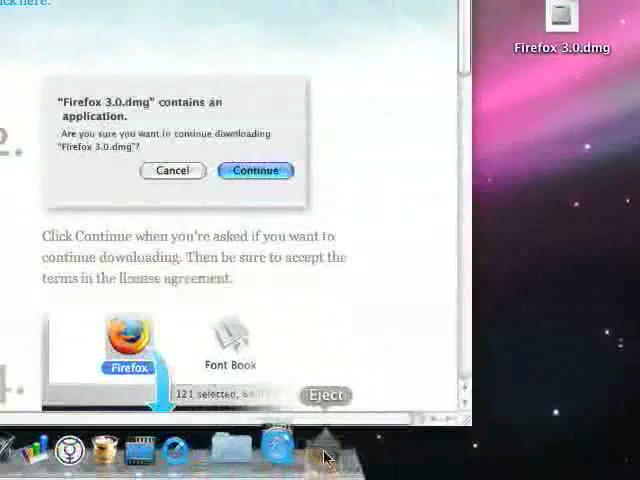 ck here.
Firefox 3.0.dmg
"Firefox 3.0.dmg" contains an
application.
Are you sure you want to continue downloading
"Firefox 3.0.dmg"?
Cancel
Continue
Click Continue when you're asked if you want to
continue downloading. Then be sure to accept the
terms in the license agreement.
Firefox
Font Book
121 selected,
Eject